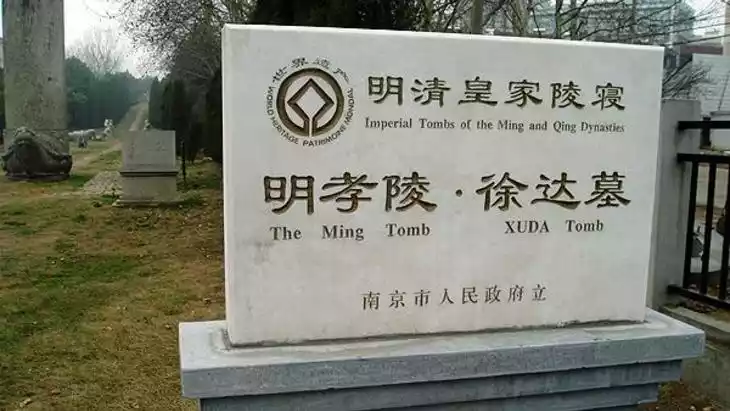 世界遗产
WORLD HERITAGE PATRIMOINE MONDIAL
明清皇家陵寝
Imperial Tombs of the Ming and Qing Dynasties
明孝陵·徐达墓
The Ming Tomb XUDA Tomb
南京市人民政府立